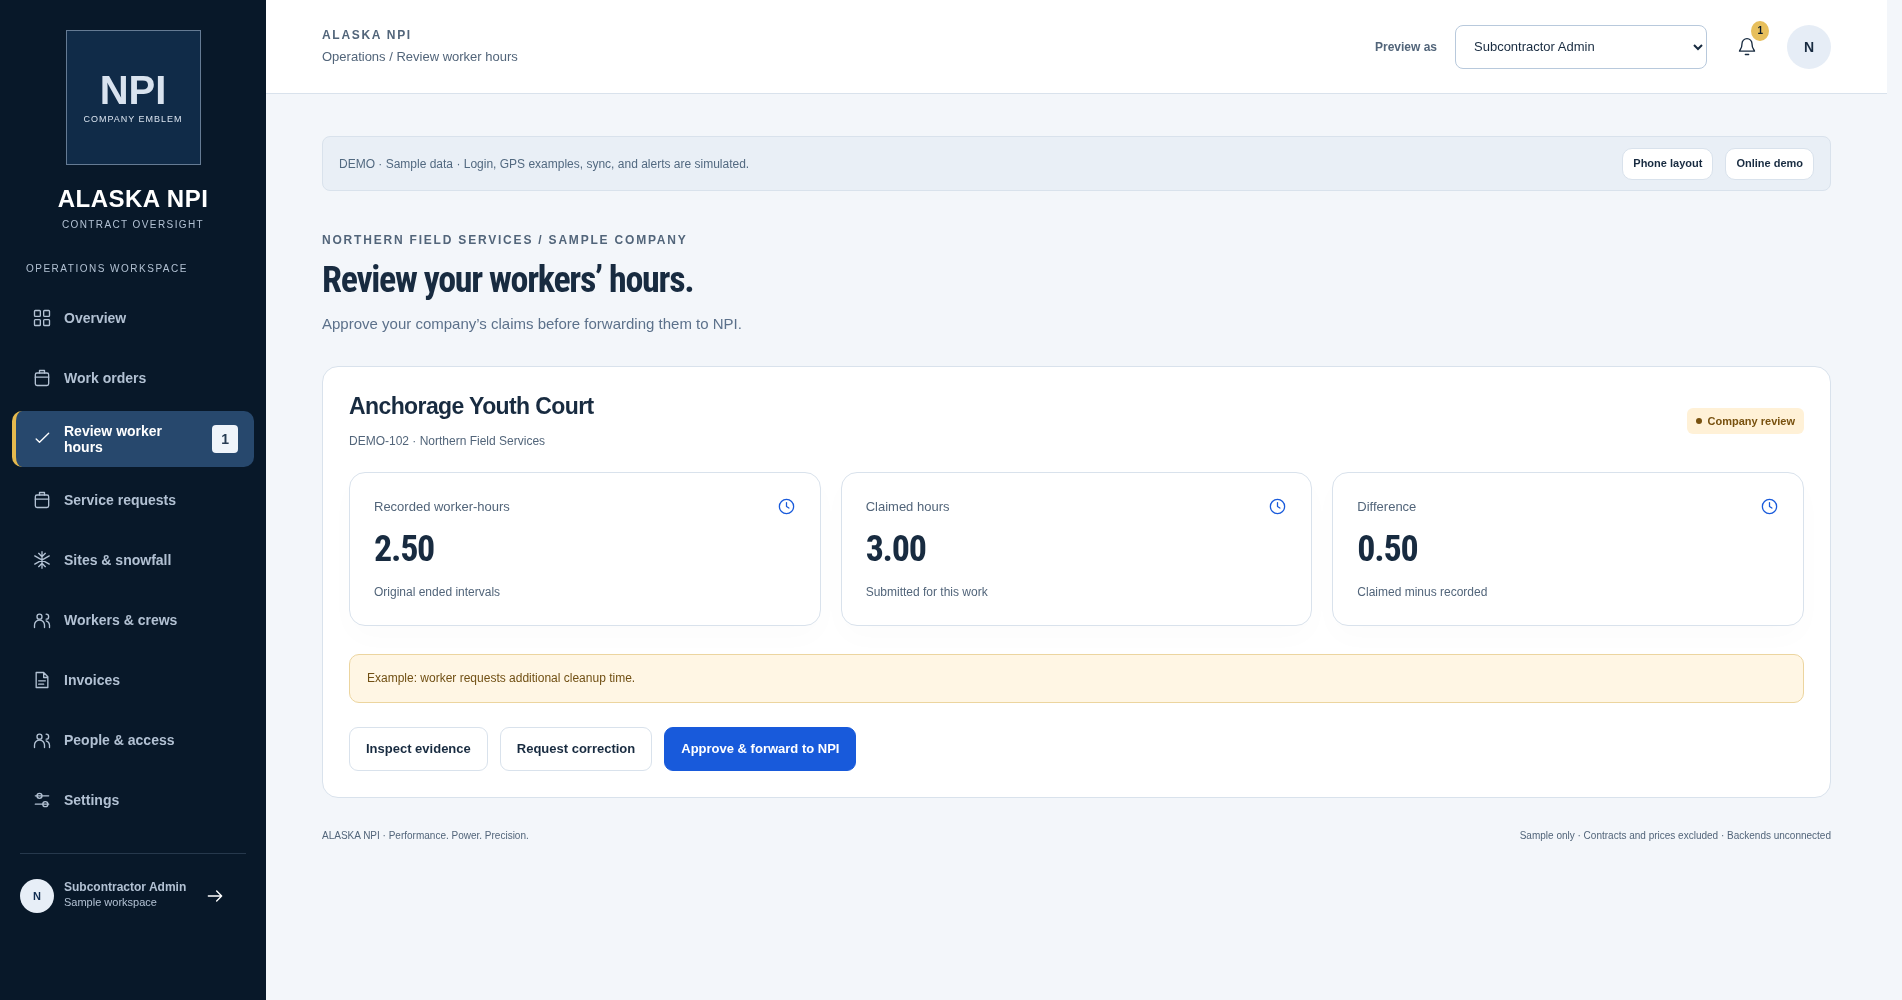 NPI
COMPANY EMBLEM
ALASKA NPI
CONTRACT OVERSIGHT
OPERATIONS WORKSPACE
Overview
Work orders
Review worker
hours
1
Service requests
Sites & snowfall
Workers & crews
Invoices
People & access
Settings
N
Subcontractor Admin
Sample workspace
ALASKA NPI
Operations / Review worker hours
Preview as
Subcontractor Admin
1
N
DEMO · Sample data · Login, GPS examples, sync, and alerts are simulated.
Phone layout
Online demo
NORTHERN FIELD SERVICES / SAMPLE COMPANY
Review your workers’ hours.
Approve your company’s claims before forwarding them to NPI.
Anchorage Youth Court
DEMO-102 · Northern Field Services
Company review
Recorded worker-hours
2.50
Original ended intervals
Claimed hours
3.00
Submitted for this work
Difference
0.50
Claimed minus recorded
Example: worker requests additional cleanup time.
Inspect evidence
Request correction
Approve & forward to NPI
ALASKA NPI · Performance. Power. Precision.
Sample only · Contracts and prices excluded · Backends unconnected